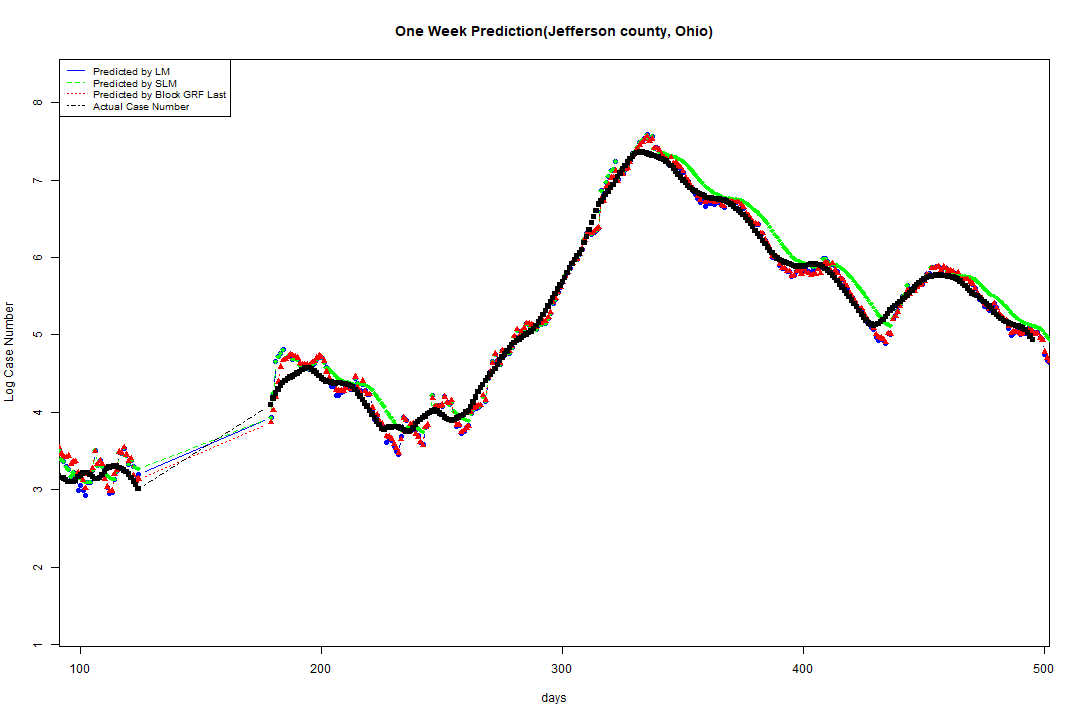 One Week Prediction(Jefferson county, Ohio)
Predicted by LM
Predicted by SLM
Predicted by Block GRF Last
Actual Case Number
8
7
6
5
4
3
2
1
Log Case Number
100 200 300 400 500
days